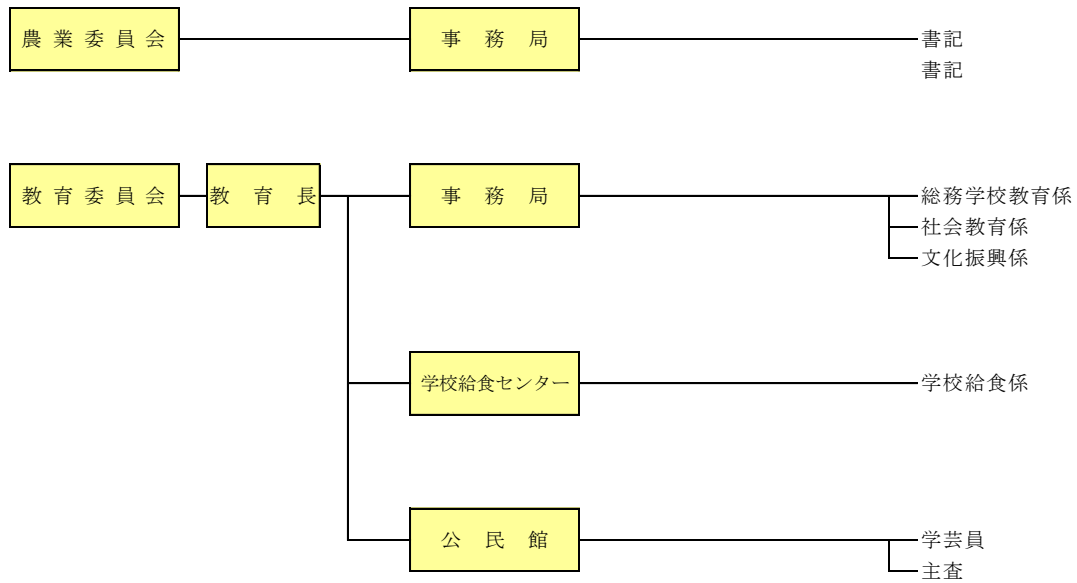 農業委員会 事務局 書記
書記
教育委員会 教育長 事務局 総務学校教育係
社会教育係
文化振興係
学校給食センター 学校給食係
公民館 学芸員
主査